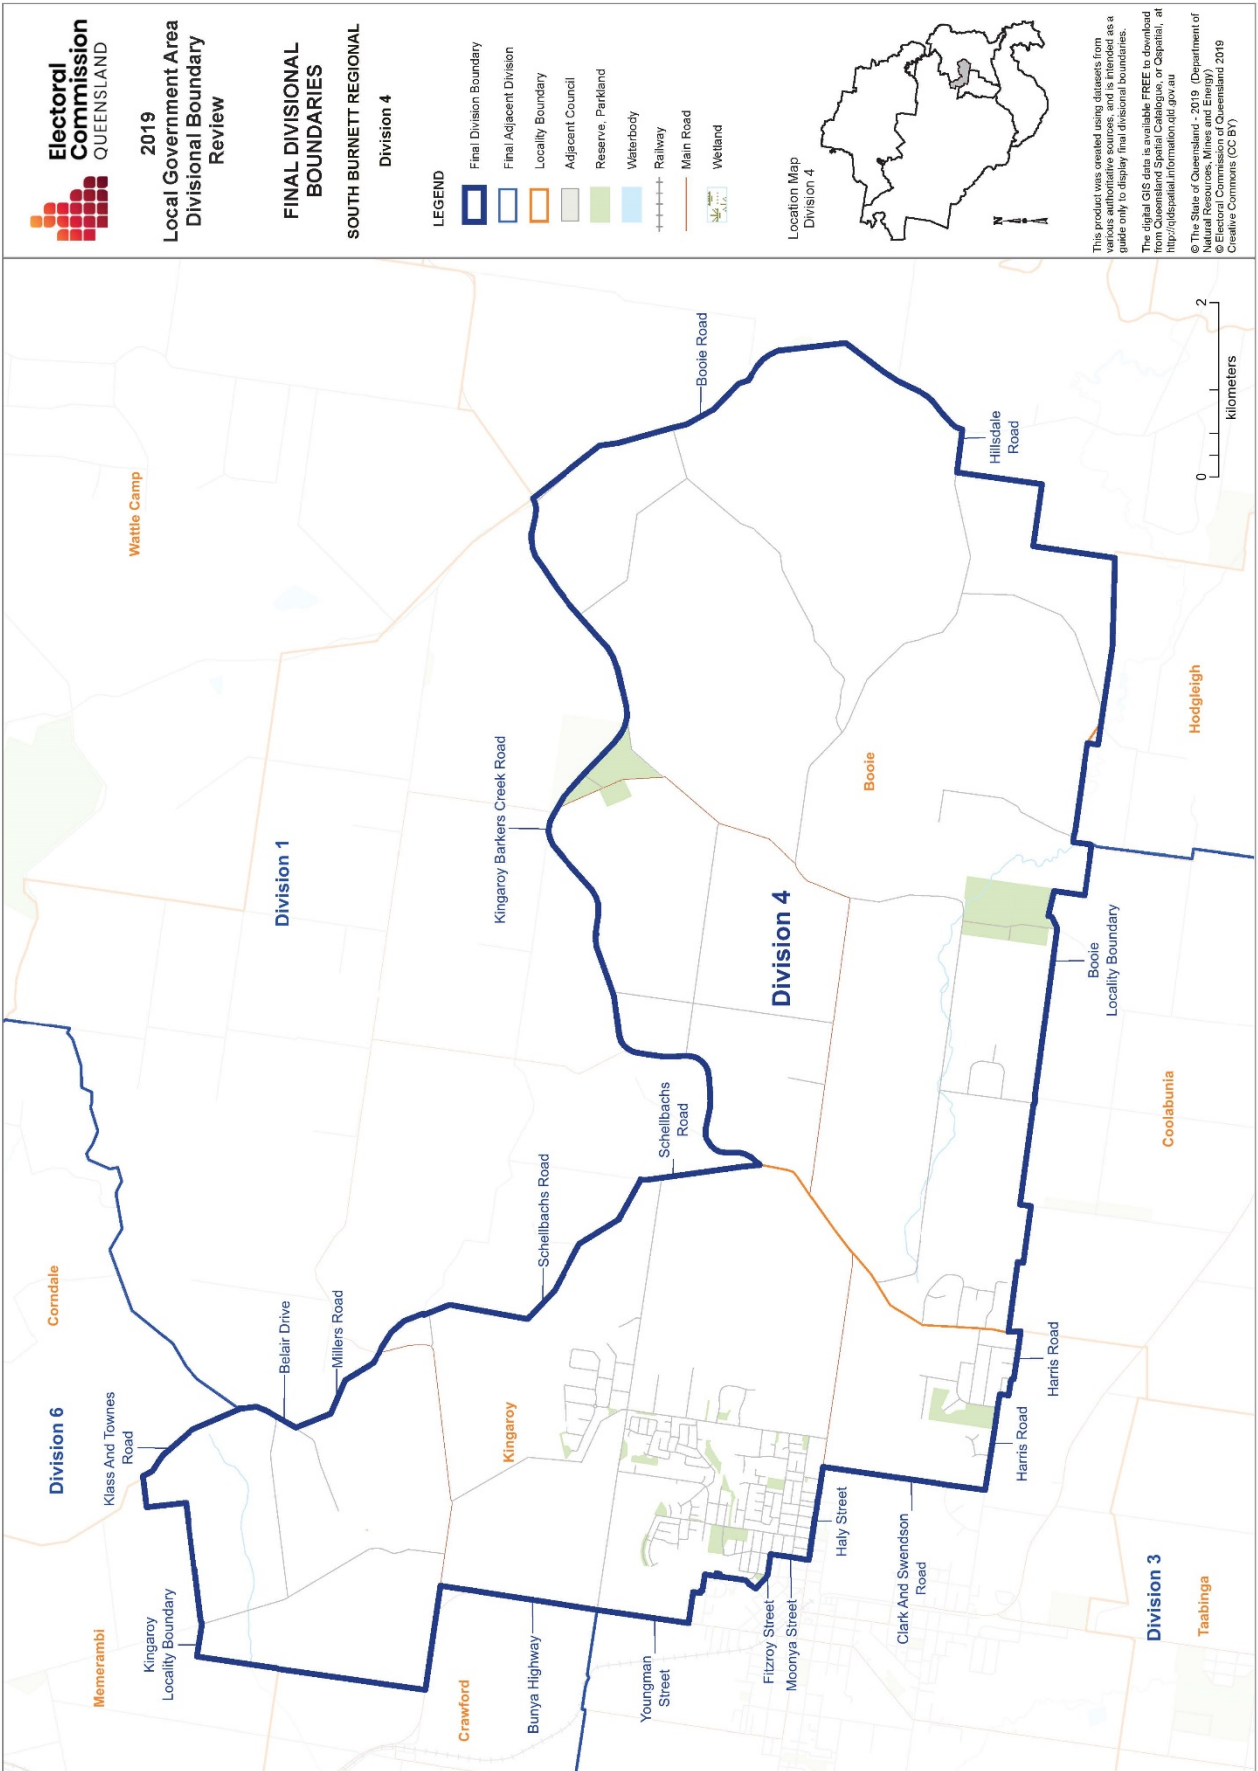 Electoral
Commission
QUEENSLAND
2019
Local Government Area
Divisional Boundary
Review
FINAL DIVISIONAL
BOUNDARIES
SOUTH BURNETT REGIONAL
Division 4
LEGEND
Final Division Boundary
Final Adjacent Division
Locality Boundary
Adjacent Council
Reserve, Parkland
Waterbody
Railway
Main Road
Wetland
Location Map
Division 4
N
This product was created using datasets from
various authoritative sources, and is intended as a
guide only to display final divisional boundaries.
The digital GIS data is available FREE to download
from Queensland Spatial Catalogue, or Qspatial, at
http://qldspatial.information.qld.gov.au
© The State of Queensland - 2019 (Department of
Natural Resources, Mines and Energy)
© Electoral Commission of Queensland 2019
Creative Commons (CC BY)
Memerambi
Division 6
Corndale
Wattle Camp
Klass And Townes
Road
Kingaroy
Locality Boundary
Belair Drive
Division 1
Millers Road
Crawford
Kingaroy
Bunya Highway
Schellbachs Road
Kingaroy Barkers Creek Road
Youngman
Street
Schellbachs
Road
Booie Road
Fitzroy Street
Moonya Street
Division 4
Haly Street
Booie
Clark And Swendson
Road
Harris Road
Harris Road
Hillsdale
Road
Booie
Locality Boundary
Division 3
Taabinga
Coolabunia
Hodgleigh
0
2
kilometers